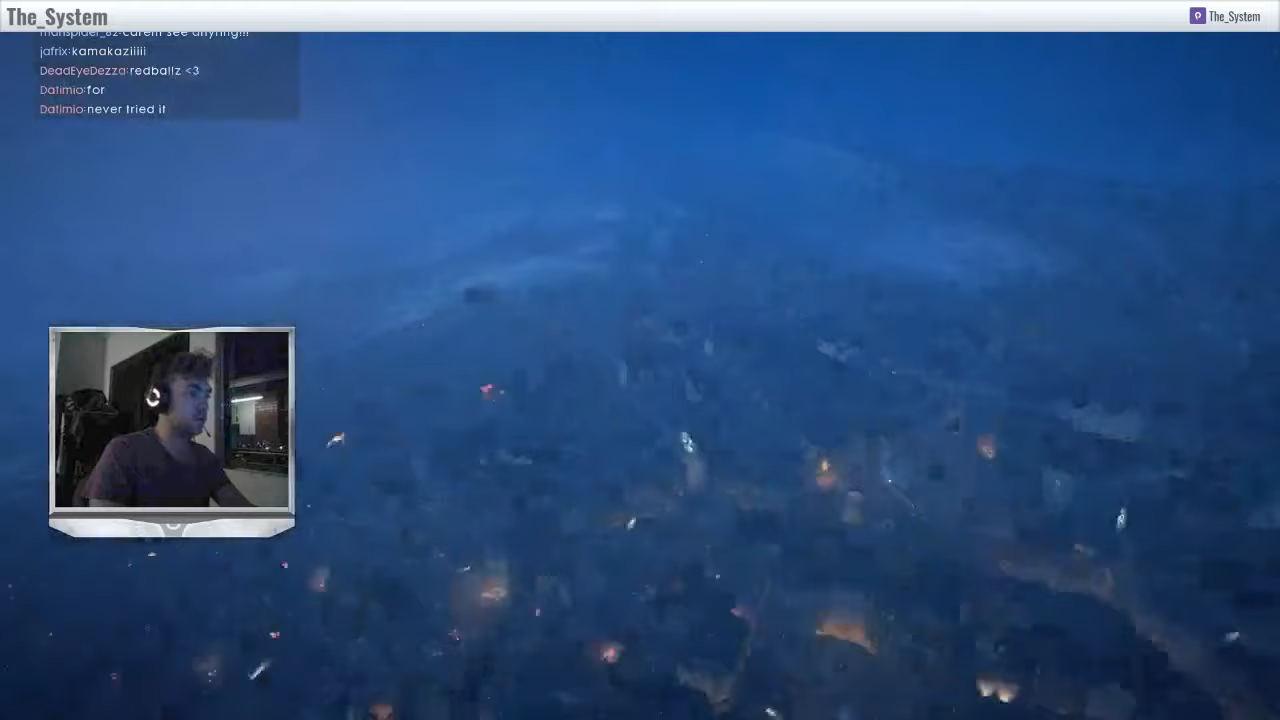 The_System
The_System
jafrix:kamakaziiiii
DeadEyeDezza:redballz <3
Datimio:for
Datimio:never tried it